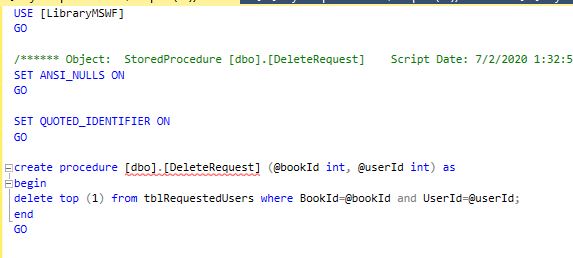 USE [LibraryMSWF]
GO
/****** Object:  StoredProcedure [dbo].[DeleteRequest]    Script Date: 7/2/2020 1:32:5
SET ANSI_NULLS ON
GO
SET QUOTED_IDENTIFIER ON
GO
create procedure [dbo].[DeleteRequest] (@bookId int, @userId int) as
begin
delete top (1) from tblRequestedUsers where BookId=@bookId and UserId=@userId;
end
GO